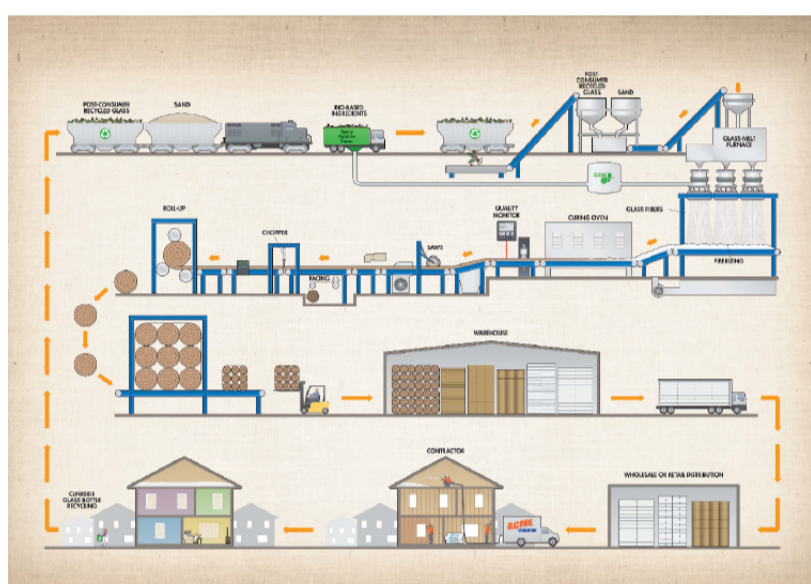 POST-CONSUMER
RECYCLED GLASS
SAND
BIO-BASED
INGREDIENTS
POST-
CONSUMER
RECYCLED
GLASS
SAND
GLASS-MELT
FURNACE
ROLL-UP
CHOPPER
FACING
SAWS
QUALITY
MONITOR
CURING OVEN
GLASS FIBERS
FIBERIZING
WAREHOUSE
CURBSIDE
GLASS BOTTLE
RECYCLING
CONTRACTOR
ACME
WHOLESALE OR RETAIL DISTRIBUTION